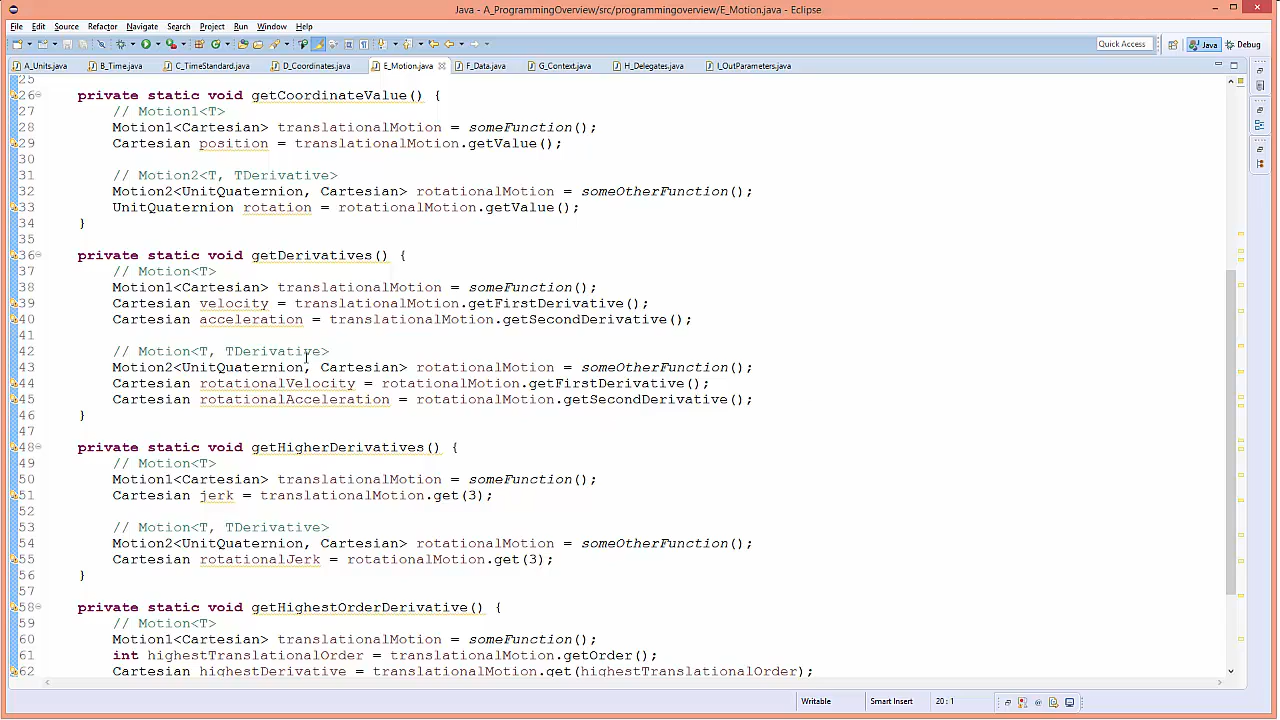 Java - A_ProgrammingOverview/src/programmingoverview/E_Motion.java - Eclipse
File Edit Source Refactor Navigate Search Project Run Window Help
Quick Access Java Debug
A_Units.java B_Time.java C_TimeStandard.java D_Coordinates.java E_Motion.java F_Data.java G_Context.java H_Delegates.java I_OutParameters.java
25
26 private static void getCoordinateValue() {
27 // Motion1<T>
28 Motion1<Cartesian> translationalMotion = someFunction();
29 Cartesian position = translationalMotion.getValue();
30
31 // Motion2<T, TDerivative>
32 Motion2<UnitQuaternion, Cartesian> rotationalMotion = someOtherFunction();
33 UnitQuaternion rotation = rotationalMotion.getValue();
34 }
35
36 private static void getDerivatives() {
37 // Motion<T>
38 Motion1<Cartesian> translationalMotion = someFunction();
39 Cartesian velocity = translationalMotion.getFirstDerivative();
40 Cartesian acceleration = translationalMotion.getSecondDerivative();
41
42 // Motion<T, TDerivative>
43 Motion2<UnitQuaternion, Cartesian> rotationalMotion = someOtherFunction();
44 Cartesian rotationalVelocity = rotationalMotion.getFirstDerivative();
45 Cartesian rotationalAcceleration = rotationalMotion.getSecondDerivative();
46 }
47
48 private static void getHigherDerivatives() {
49 // Motion<T>
50 Motion1<Cartesian> translationalMotion = someFunction();
51 Cartesian jerk = translationalMotion.get(3);
52
53 // Motion<T, TDerivative>
54 Motion2<UnitQuaternion, Cartesian> rotationalMotion = someOtherFunction();
55 Cartesian rotationalJerk = rotationalMotion.get(3);
56 }
57
58 private static void getHighestOrderDerivative() {
59 // Motion<T>
60 Motion1<Cartesian> translationalMotion = someFunction();
61 int highestTranslationalOrder = translationalMotion.getOrder();
62 Cartesian highestDerivative = translationalMotion.get(highestTranslationalOrder);
Writable Smart Insert 20 : 1